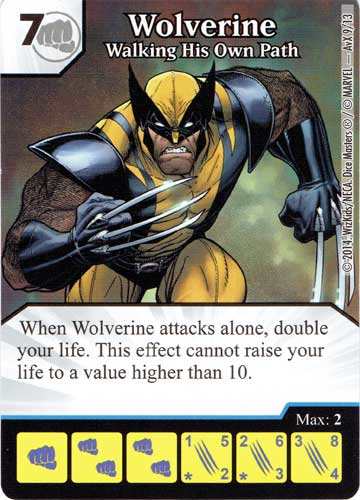 7
Wolverine
Walking His Own Path
© 2014 WizKids/NECA. Dice Masters ® / © MARVEL — AvX 9/13
When Wolverine attacks alone, double
your life. This effect cannot raise your
life to a value higher than 10.
Max: 2
1 5 * 2
2 6 * 3
3 8 4